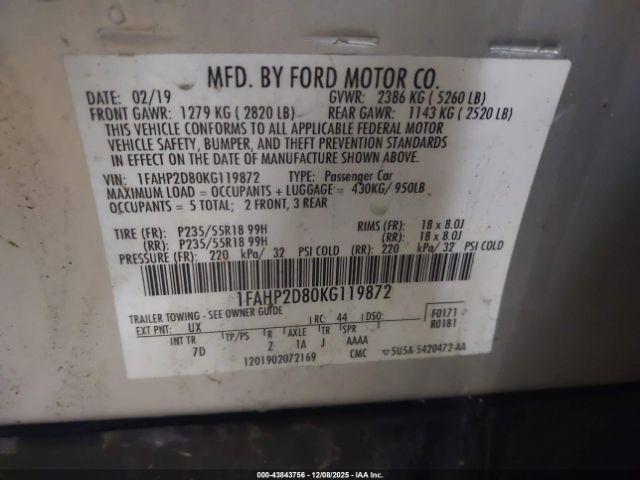 MFD. BY FORD MOTOR CO.
DATE: 02/19 GVWR: 2386 KG ( 5260 LB)
FRONT GAWR: 1279 KG ( 2820 LB) REAR GAWR: 1143 KG ( 2520 LB)
THIS VEHICLE CONFORMS TO ALL APPLICABLE FEDERAL MOTOR
VEHICLE SAFETY, BUMPER, AND THEFT PREVENTION STANDARDS
IN EFFECT ON THE DATE OF MANUFACTURE SHOWN ABOVE.
VIN: 1FAHP2D80KG119872 TYPE: Passenger Car
MAXIMUM LOAD = OCCUPANTS + LUGGAGE = 430KG/ 950LB
OCCUPANTS = 5 TOTAL; 2 FRONT, 3 REAR
TIRE (FR): P235/55R18 99H RIMS (FR): 18 x 8.0J
(RR): P235/55R18 99H (RR): 18 x 8.0J
PRESSURE (FR): 220 kPa/ 32 PSI COLD (RR): 220 kPa/ 32 PSI COLD
1FAHP2D80KG119872
TRAILER TOWING - SEE OWNER GUIDE
EXT PNT: UX RC: 44 DSO: F0171
R0181
INT TR TP/PS R AXLE TR SPR
7D Z 1A J AAAA
1201902072169 CMC ▽5U5A-5420472-AA
000-43843756 - 12/08/2025 - IAA Inc.